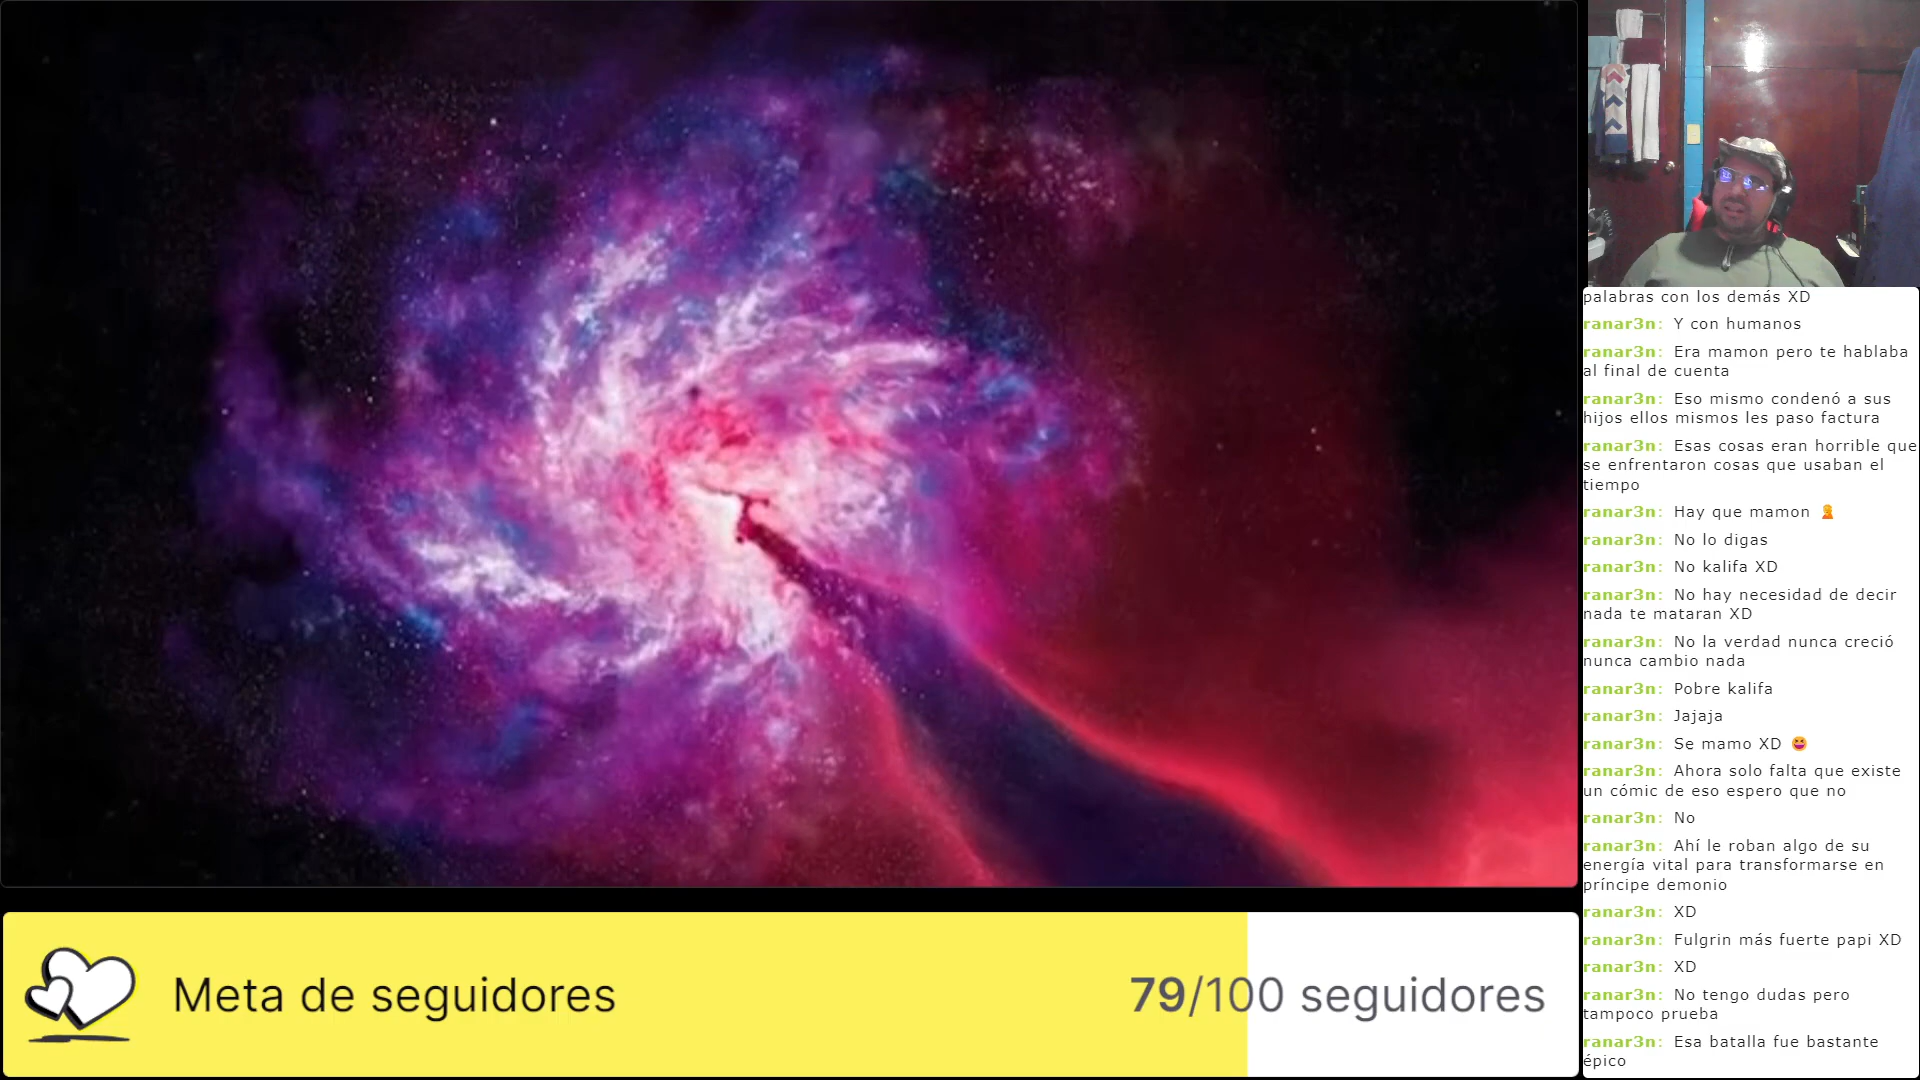 palabras con los demás XD
ranar3n: Y con humanos
ranar3n: Era mamon pero te hablaba
al final de cuenta
ranar3n: Eso mismo condenó a sus
hijos ellos mismos les paso factura
ranar3n: Esas cosas eran horrible que
se enfrentaron cosas que usaban el
tiempo
ranar3n: Hay que mamon 🤦
ranar3n: No lo digas
ranar3n: No kalifa XD
ranar3n: No hay necesidad de decir
nada te mataran XD
ranar3n: No la verdad nunca creció
nunca cambio nada
ranar3n: Pobre kalifa
ranar3n: Jajaja
ranar3n: Se mamo XD 😆
ranar3n: Ahora solo falta que existe
un cómic de eso espero que no
ranar3n: No
ranar3n: Ahí le roban algo de su
energía vital para transformarse en
príncipe demonio
ranar3n: XD
ranar3n: Fulgrin más fuerte papi XD
ranar3n: XD
ranar3n: No tengo dudas pero
tampoco prueba
ranar3n: Esa batalla fue bastante
épico
Meta de seguidores
79/100 seguidores